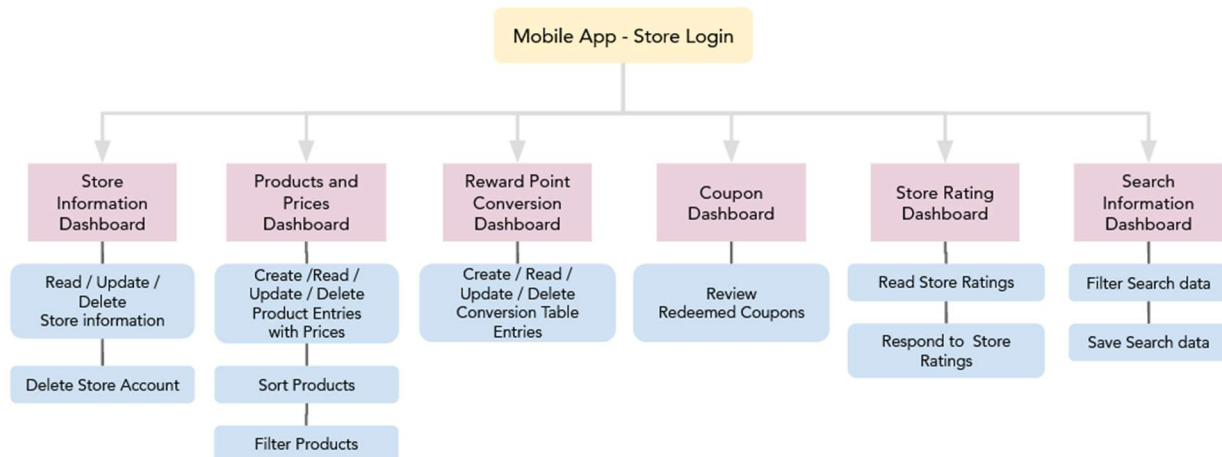 Mobile App - Store Login
Store
Information
Dashboard
Products and
Prices
Dashboard
Reward Point
Conversion
Dashboard
Coupon
Dashboard
Store Rating
Dashboard
Search
Information
Dashboard
Read / Update /
Delete
Store information
Create /Read /
Update / Delete
Product Entries
with Prices
Create / Read /
Update / Delete
Conversion Table
Entries
Review
Redeemed Coupons
Read Store Ratings
Filter Search data
Respond to Store
Ratings
Save Search data
Delete Store Account
Sort Products
Filter Products